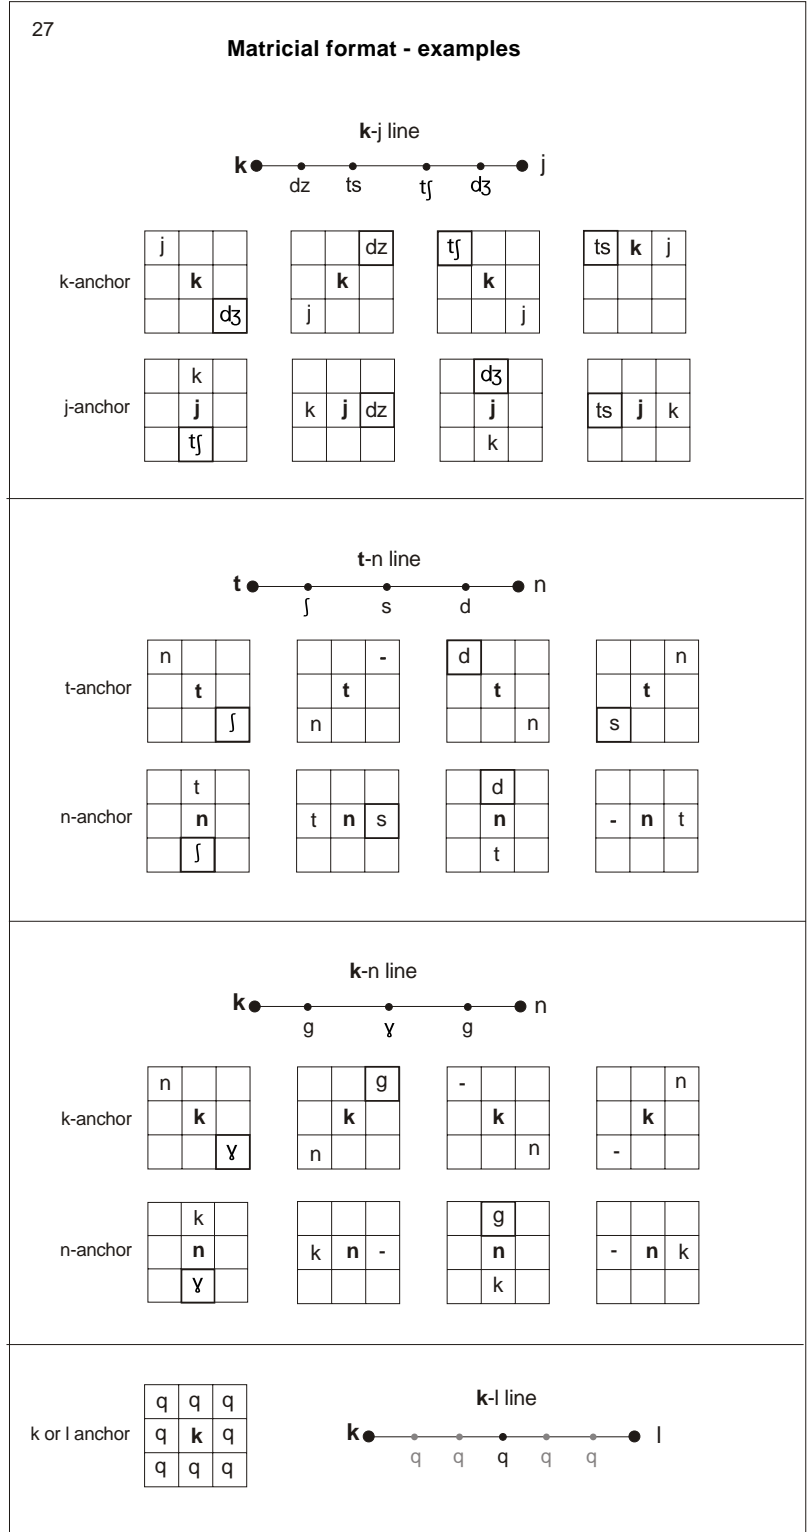 27
Matricial format - examples
k-j line
k j
dz ts tʃ dʒ
k-anchor
j dz tʃ ts k j
k k k
dʒ j j
j-anchor
k dʒ
j k j dz j ts j k
tʃ k
t-n line
t n
ʃ s d
t-anchor
n - d n
t t t t
ʃ n n s
n-anchor
t d
n t n s n - n t
ʃ t
k-n line
k n
g ɣ g
k-anchor
n g - n
k k k k
ɣ n n -
n-anchor
k g
n k n - n - n k
ɣ k
k or l anchor
q q q
q k q
q q q
k-l line
k l
q q q q q